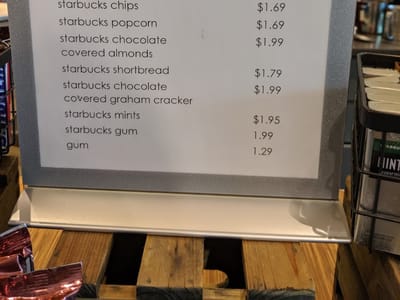 starbucks chips $1.69
starbucks popcorn $1.69
starbucks chocolate $1.99
covered almonds
starbucks shortbread $1.79
starbucks chocolate $1.99
covered graham cracker
starbucks mints $1.95
starbucks gum 1.99
gum 1.29
MINT